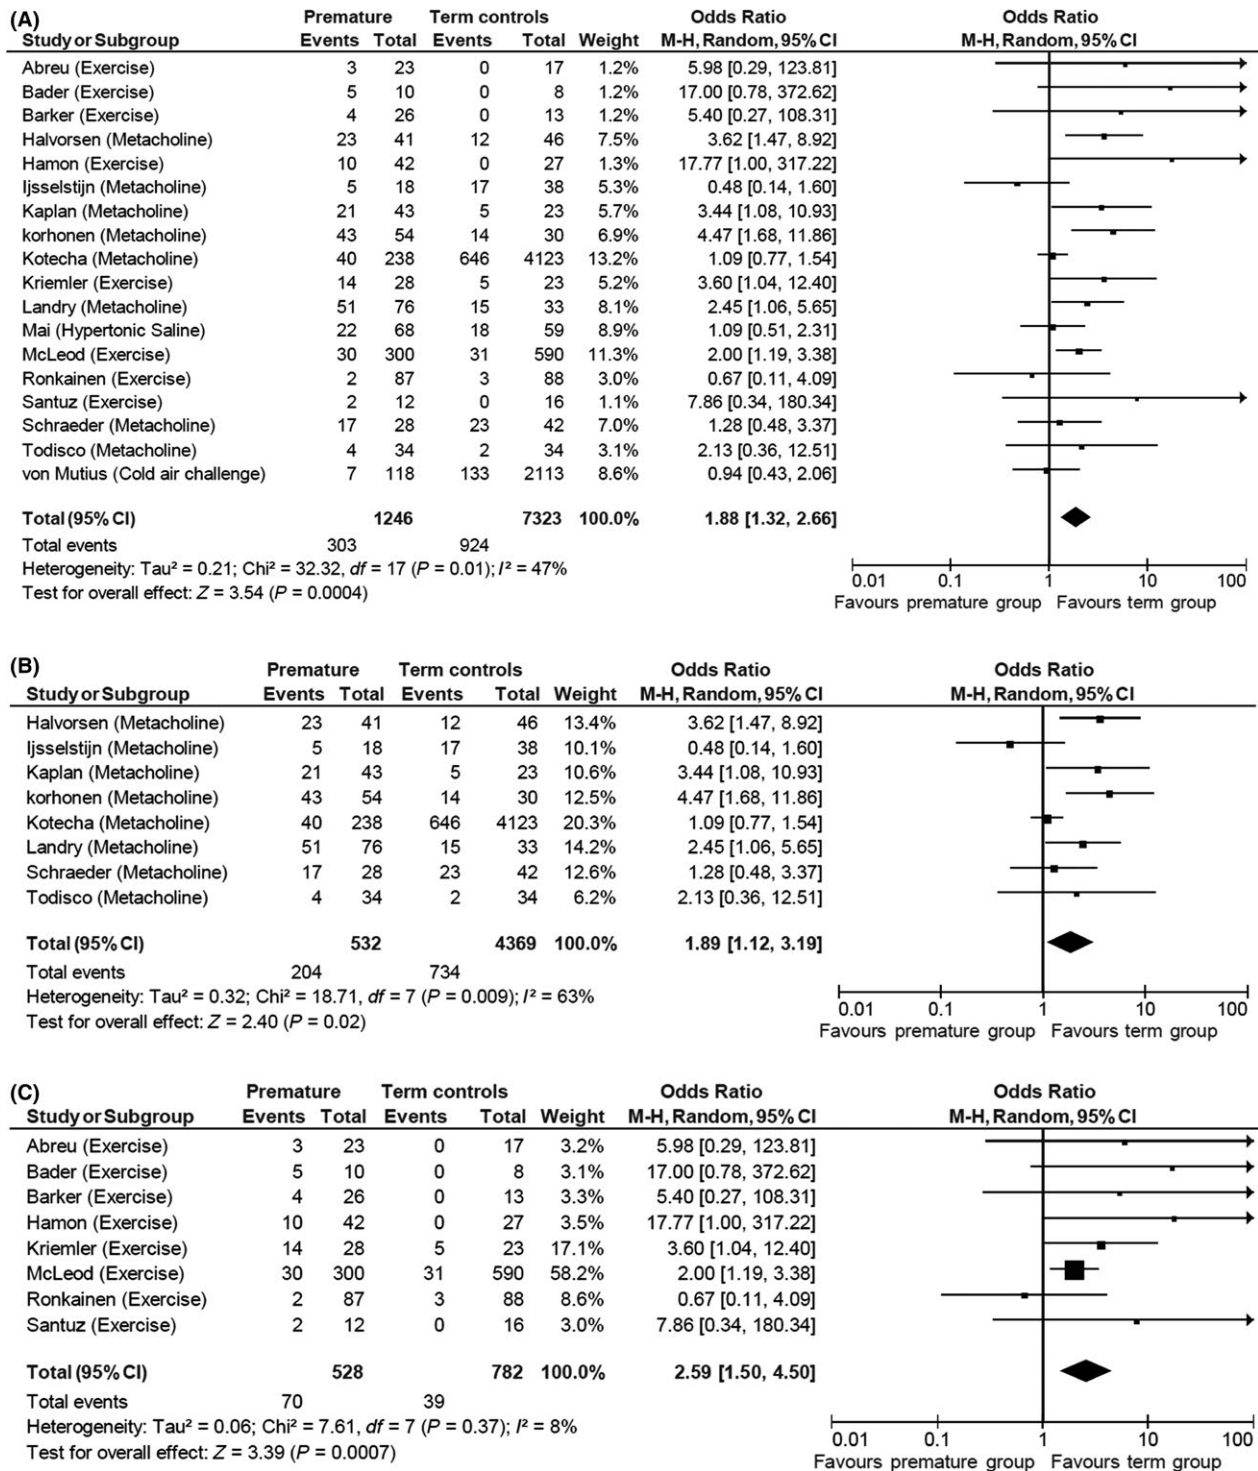 (A) Premature Term controls Odds Ratio Odds Ratio
Study or Subgroup Events Total Events Total Weight M-H, Random, 95% CI M-H, Random, 95% CI
Abreu (Exercise) 3 23 0 17 1.2% 5.98 [0.29, 123.81]
Bader (Exercise) 5 10 0 8 1.2% 17.00 [0.78, 372.62]
Barker (Exercise) 4 26 0 13 1.2% 5.40 [0.27, 108.31]
Halvorsen (Metacholine) 23 41 12 46 7.5% 3.62 [1.47, 8.92]
Hamon (Exercise) 10 42 0 27 1.3% 17.77 [1.00, 317.22]
Ijsselstijn (Metacholine) 5 18 17 38 5.3% 0.48 [0.14, 1.60]
Kaplan (Metacholine) 21 43 5 23 5.7% 3.44 [1.08, 10.93]
korhonen (Metacholine) 43 54 14 30 6.9% 4.47 [1.68, 11.86]
Kotecha (Metacholine) 40 238 646 4123 13.2% 1.09 [0.77, 1.54]
Kriemler (Exercise) 14 28 5 23 5.2% 3.60 [1.04, 12.40]
Landry (Metacholine) 51 76 15 33 8.1% 2.45 [1.06, 5.65]
Mai (Hypertonic Saline) 22 68 18 59 8.9% 1.09 [0.51, 2.31]
McLeod (Exercise) 30 300 31 590 11.3% 2.00 [1.19, 3.38]
Ronkainen (Exercise) 2 87 3 88 3.0% 0.67 [0.11, 4.09]
Santuz (Exercise) 2 12 0 16 1.1% 7.86 [0.34, 180.34]
Schraeder (Metacholine) 17 28 23 42 7.0% 1.28 [0.48, 3.37]
Todisco (Metacholine) 4 34 2 34 3.1% 2.13 [0.36, 12.51]
von Mutius (Cold air challenge) 7 118 133 2113 8.6% 0.94 [0.43, 2.06]
Total (95% CI) 1246 7323 100.0% 1.88 [1.32, 2.66]
Total events 303 924
Heterogeneity: Tau² = 0.21; Chi² = 32.32, df = 17 (P = 0.01); I² = 47%
Test for overall effect: Z = 3.54 (P = 0.0004)
0.01 0.1 1 10 100
Favours premature group Favours term group
(B) Premature Term controls Odds Ratio Odds Ratio
Study or Subgroup Events Total Events Total Weight M-H, Random, 95% CI M-H, Random, 95% CI
Halvorsen (Metacholine) 23 41 12 46 13.4% 3.62 [1.47, 8.92]
Ijsselstijn (Metacholine) 5 18 17 38 10.1% 0.48 [0.14, 1.60]
Kaplan (Metacholine) 21 43 5 23 10.6% 3.44 [1.08, 10.93]
korhonen (Metacholine) 43 54 14 30 12.5% 4.47 [1.68, 11.86]
Kotecha (Metacholine) 40 238 646 4123 20.3% 1.09 [0.77, 1.54]
Landry (Metacholine) 51 76 15 33 14.2% 2.45 [1.06, 5.65]
Schraeder (Metacholine) 17 28 23 42 12.6% 1.28 [0.48, 3.37]
Todisco (Metacholine) 4 34 2 34 6.2% 2.13 [0.36, 12.51]
Total (95% CI) 532 4369 100.0% 1.89 [1.12, 3.19]
Total events 204 734
Heterogeneity: Tau² = 0.32; Chi² = 18.71, df = 7 (P = 0.009); I² = 63%
Test for overall effect: Z = 2.40 (P = 0.02)
0.01 0.1 1 10 100
Favours premature group Favours term group
(C) Premature Term controls Odds Ratio Odds Ratio
Study or Subgroup Events Total Events Total Weight M-H, Random, 95% CI M-H, Random, 95% CI
Abreu (Exercise) 3 23 0 17 3.2% 5.98 [0.29, 123.81]
Bader (Exercise) 5 10 0 8 3.1% 17.00 [0.78, 372.62]
Barker (Exercise) 4 26 0 13 3.3% 5.40 [0.27, 108.31]
Hamon (Exercise) 10 42 0 27 3.5% 17.77 [1.00, 317.22]
Kriemler (Exercise) 14 28 5 23 17.1% 3.60 [1.04, 12.40]
McLeod (Exercise) 30 300 31 590 58.2% 2.00 [1.19, 3.38]
Ronkainen (Exercise) 2 87 3 88 8.6% 0.67 [0.11, 4.09]
Santuz (Exercise) 2 12 0 16 3.0% 7.86 [0.34, 180.34]
Total (95% CI) 528 782 100.0% 2.59 [1.50, 4.50]
Total events 70 39
Heterogeneity: Tau² = 0.06; Chi² = 7.61, df = 7 (P = 0.37); I² = 8%
Test for overall effect: Z = 3.39 (P = 0.0007)
0.01 0.1 1 10 100
Favours premature group Favours term group